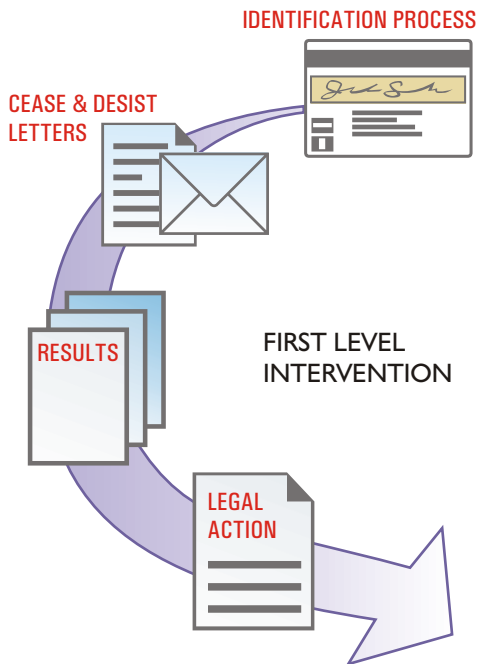 IDENTIFICATION PROCESS
CEASE & DESIST
LETTERS
RESULTS
FIRST LEVEL
INTERVENTION
LEGAL
ACTION